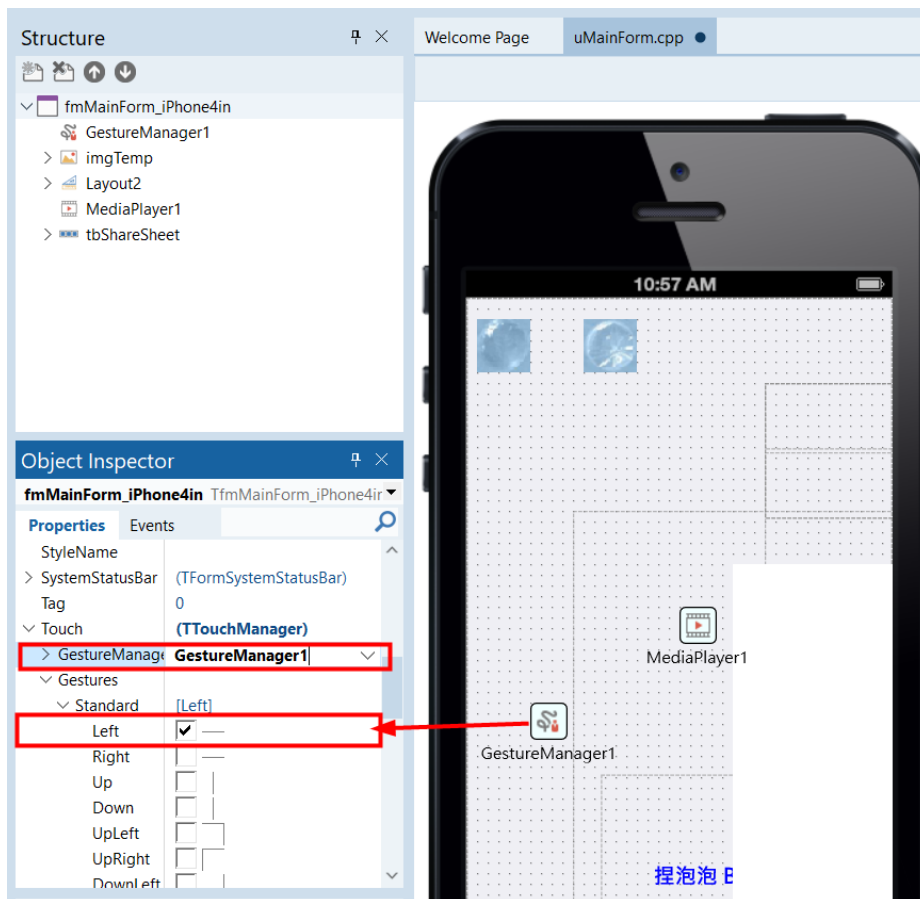 Structure
fmMainForm_iPhone4in
GestureManager1
imgTemp
Layout2
MediaPlayer1
tbShareSheet
Object Inspector
fmMainForm_iPhone4in TfmMainForm_iPhone4in
Properties Events
StyleName
SystemStatusBar (TFormSystemStatusBar)
Tag 0
Touch (TTouchManager)
GestureManage GestureManager1
Gestures
Standard [Left]
Left
Right
Up
Down
UpLeft
UpRight
DownLeft
Welcome Page uMainForm.cpp
10:57 AM
MediaPlayer1
GestureManager1
捏泡泡 B